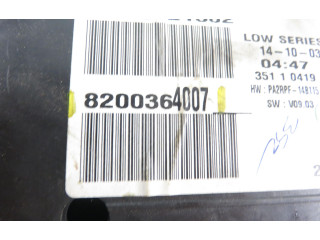 LOW SERIES
14-10-03
04:47
8200364007
351 1 0419
HW : PA2RPF-148115
SW : V09.03